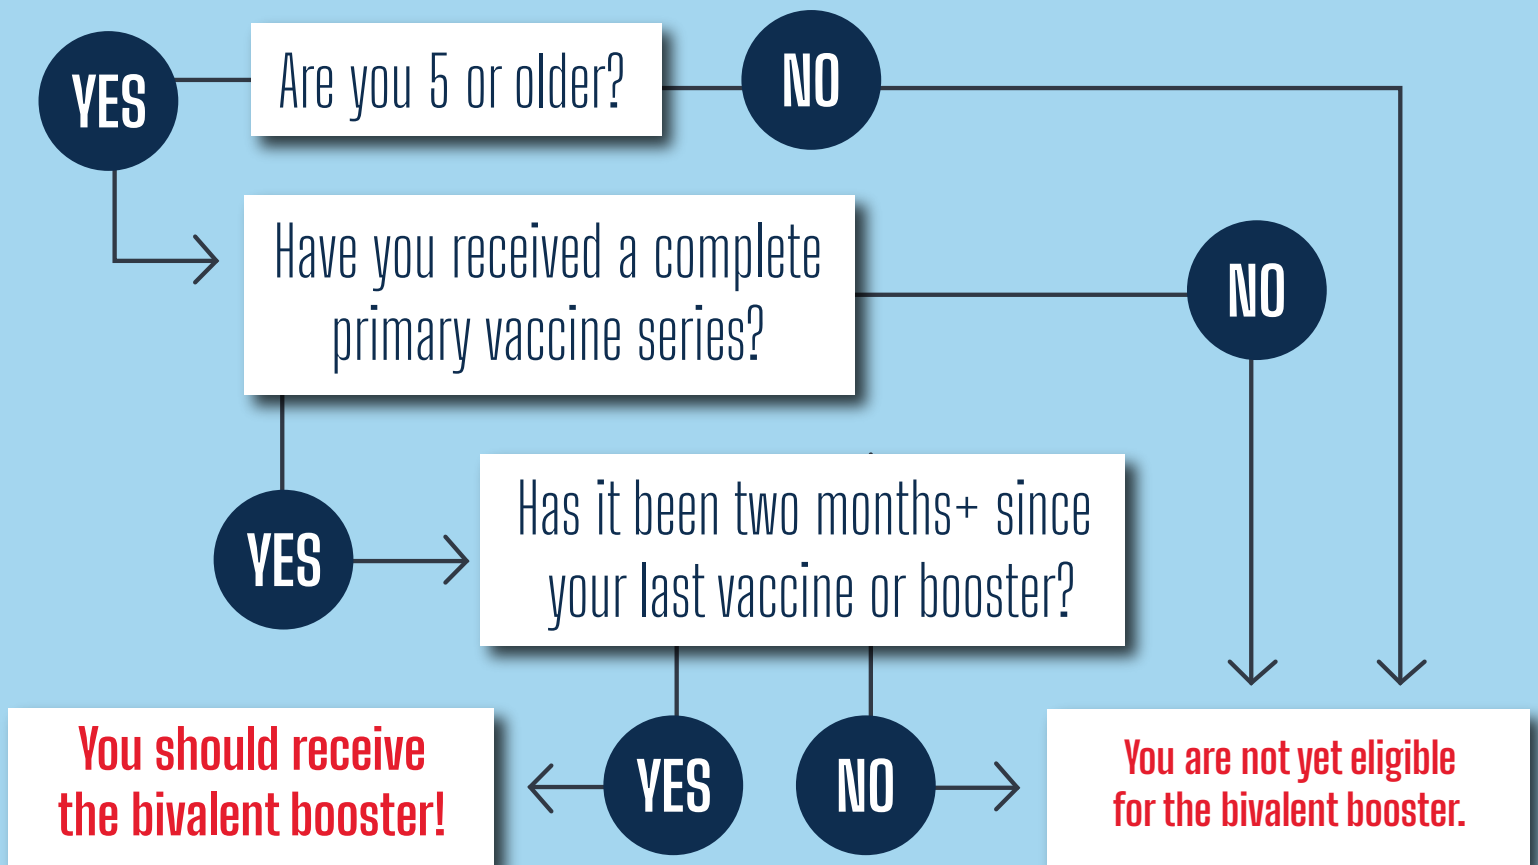 YES
Are you 5 or older?
NO
Have you received a complete
primary vaccine series?
NO
YES
Has it been two months+ since
your last vaccine or booster?
You should receive
the bivalent booster!
YES
NO
You are not yet eligible
for the bivalent booster.